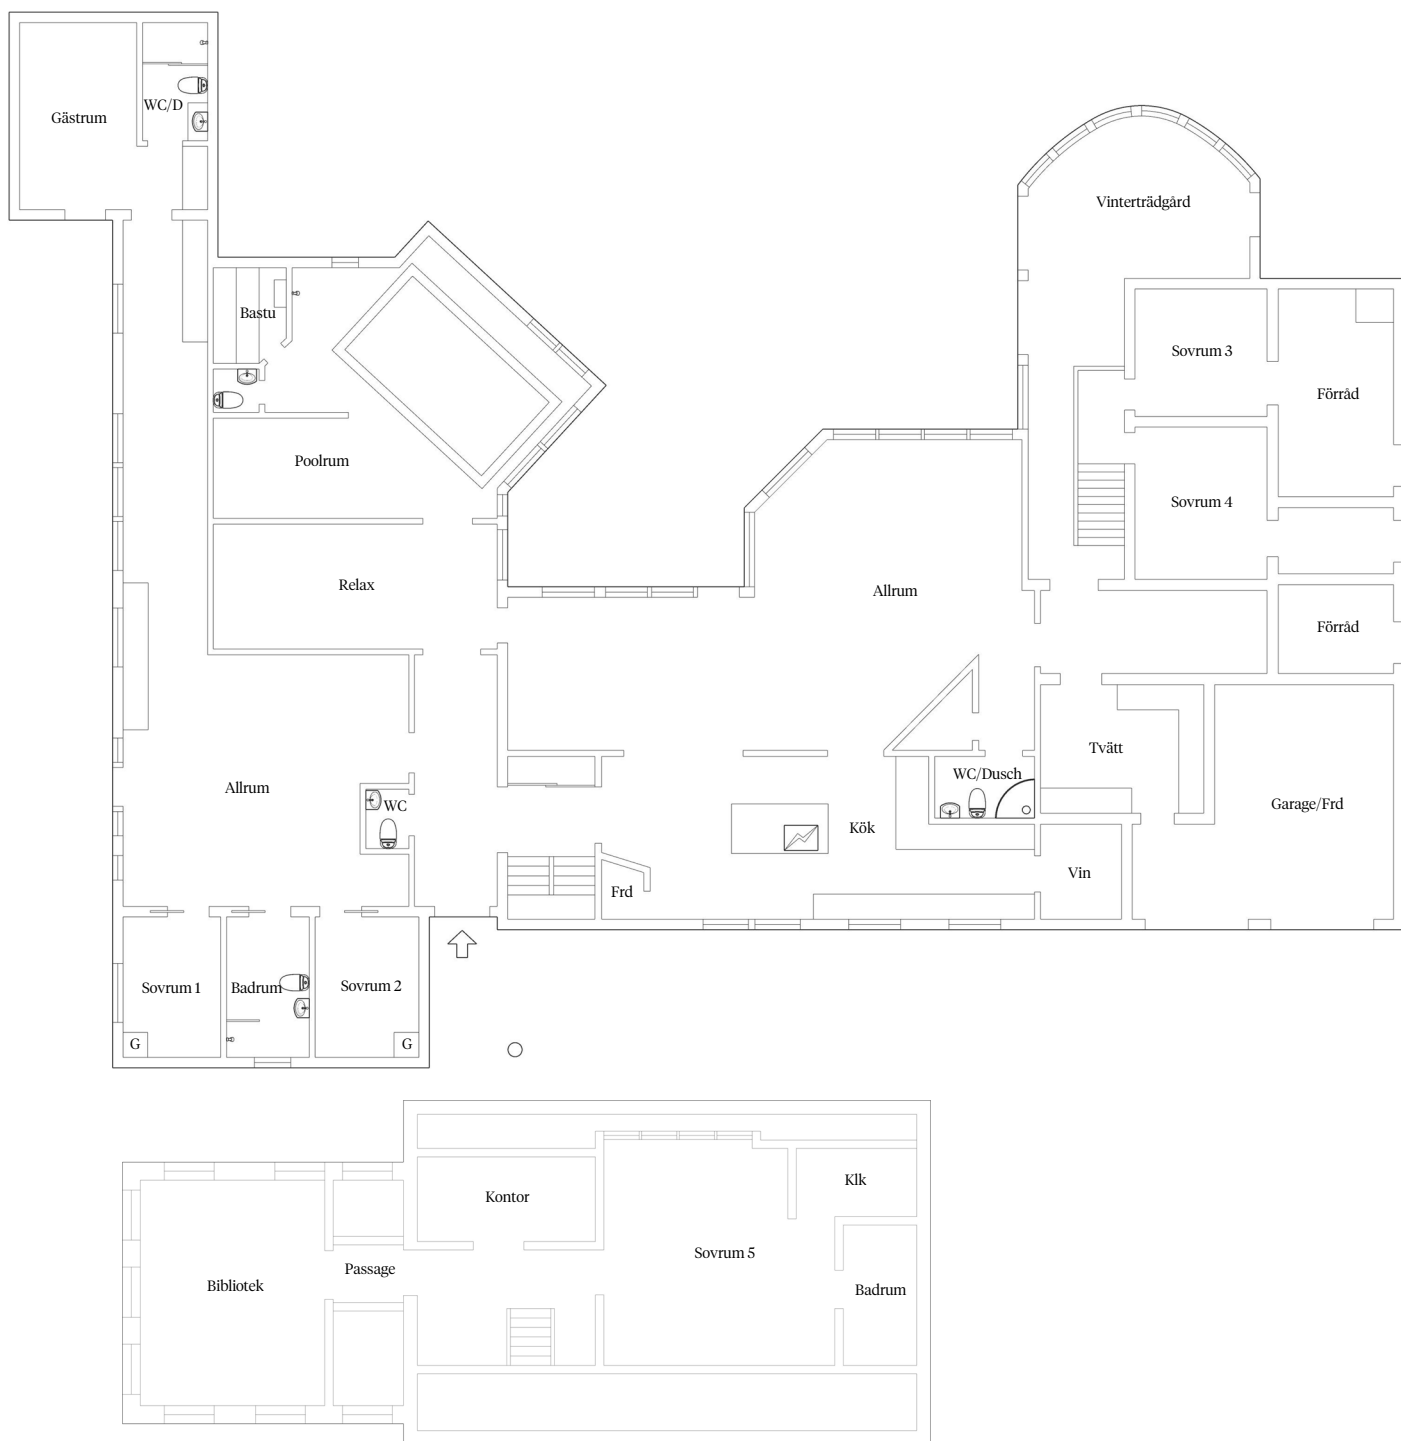 Gästrum
WC/D
Vinterträdgård
Bastu
Sovrum 3
Förråd
Poolrum
Sovrum 4
Relax
Allrum
Förråd
Tvätt
WC/Dusch
Allrum
WC
Garage/Frd
Kök
Vin
Frd
Sovrum 1
Badrum
Sovrum 2
G
G
Klk
Kontor
Sovrum 5
Passage
Bibliotek
Badrum